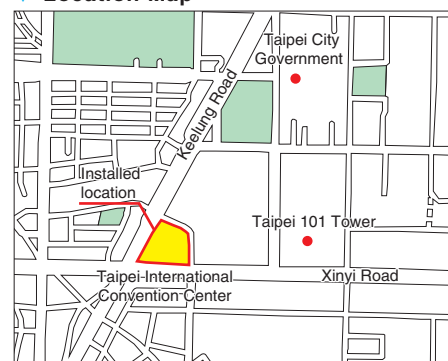 Location Map
Taipei City
Government
Keelung Road
Installed
location
Taipei 101 Tower
Taipei International
Convention Center
Xinyi Road